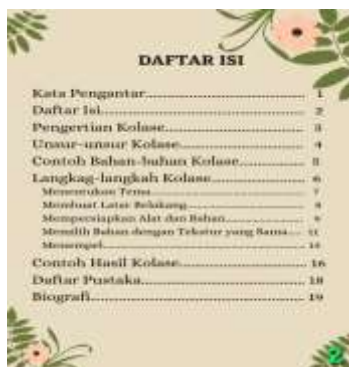 DAFTAR ISI
Kata Pengantar 1
Daftar Isi 2
Pengertian Kolase 3
Unsur-unsur Kolase 4
Contoh Bahan-bahan Kolase 5
Langkag-langkah Kolase 6
Menentukan Tema 7
Membuat Latar Belakang 8
Mempersiapkan Alat dan Bahan 9
Memilih Bahan dengan Tekstur yang Sama
Menempel
Contoh Hasil Kolase 16
Daftar Pustaka 18
Biografi 19
2